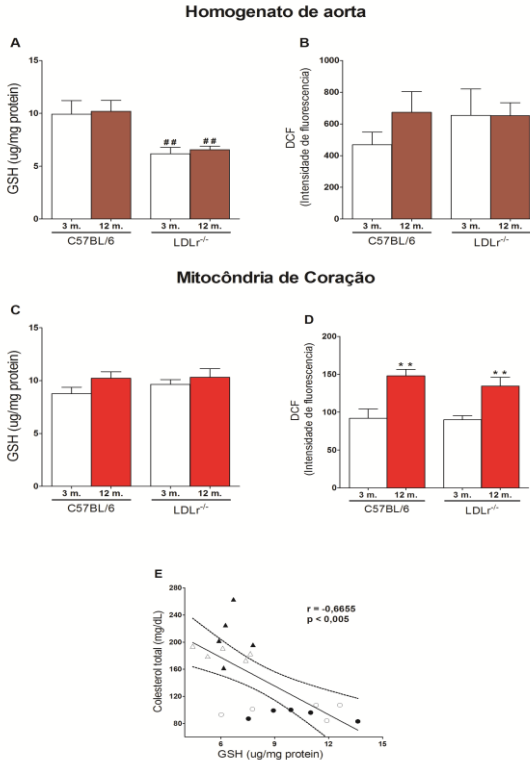 Homogenato de aorta
A
GSH (ug/mg protein)
15
10
5
0
##
##
3 m.
12 m.
3 m.
12 m.
C57BL/6
LDLr-/-
B
DCF
(Intensidade de fluorescencia)
1000
800
600
400
200
0
3 m.
12 m.
3 m.
12 m.
C57BL/6
LDLr-/-
Mitocôndria de Coração
C
GSH (ug/mg protein)
15
10
5
0
3 m.
12 m.
3 m.
12 m.
C57BL/6
LDLr-/-
D
DCF
(Intensidade de fluorescencia)
200
150
100
50
0
**
**
3 m.
12 m.
3 m.
12 m.
C57BL/6
LDLr-/-
E
Colesterol total (mg/dL)
280
240
200
160
120
80
r = -0,6655
p < 0,005
6
9
12
15
GSH (ug/mg protein)